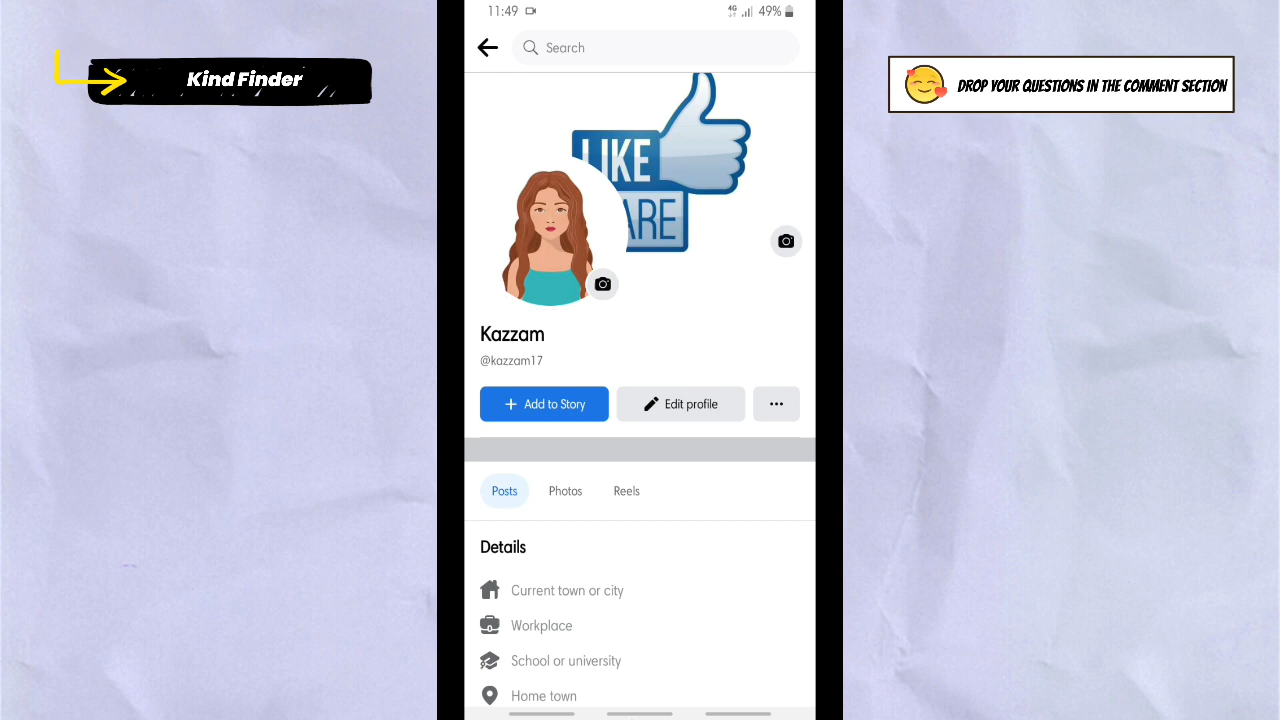 Kind Finder
DROP YOUR QUESTIONS IN THE COMMENT SECTION
11:49
4G
49%
Search
LIKE
ARE
Kazzam
@kazzam17
+ Add to Story
Edit profile
Posts
Photos
Reels
Details
Current town or city
Workplace
School or university
Home town